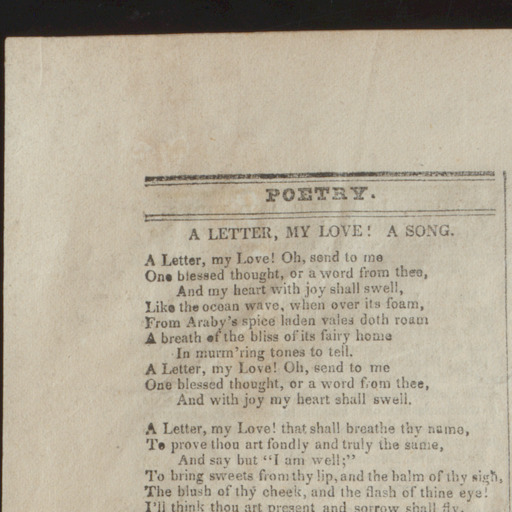 POETRY.
A LETTER, MY LOVE! A SONG.
A Letter, my Love! Oh, send to me
One blessed thought, or a word from thee,
And my heart with joy shall swell,
Like the ocean wave, when over its foam,
From Araby's spice laden vales doth roam
A breath of the bliss of its fairy home
In murm'ring tones to tell.
A Letter, my Love! Oh, send to me
One blessed thought, or a word from thee,
And with joy my heart shall swell.
A Letter, my Love! that shall breathe thy name,
To prove thou art fondly and truly the same,
And say but "I am well;"
To bring sweets from thy lip, and the balm of thy sigh,
The blush of thy cheek, and the flash of thine eye!
I'll think thou art present and sorrow shall fly,